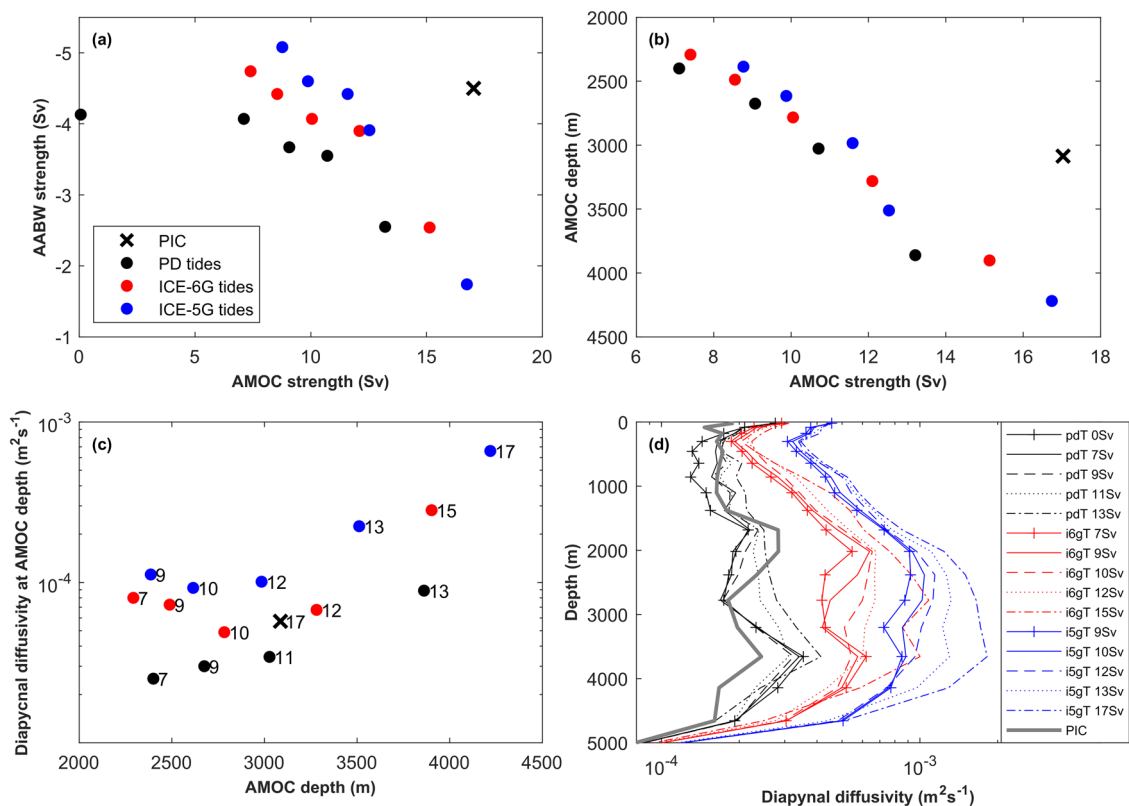 (a)
-5
-4
-3
-2
-1
AABW strength (Sv)
PIC
PD tides
ICE-6G tides
ICE-5G tides
0 5 10 15 20
AMOC strength (Sv)
(b)
2000
2500
3000
3500
4000
4500
AMOC depth (m)
6 8 10 12 14 16 18
AMOC strength (Sv)
(c)
10-3
10-4
Diapycnal diffusivity at AMOC depth (m2s-1)
17
15
13
9
10
12
13
7
9
17
12
10
11
9
7
2000 2500 3000 3500 4000 4500
AMOC depth (m)
(d)
0
1000
2000
3000
4000
5000
Depth (m)
pdT 0Sv
pdT 7Sv
pdT 9Sv
pdT 11Sv
pdT 13Sv
i6gT 7Sv
i6gT 9Sv
i6gT 10Sv
i6gT 12Sv
i6gT 15Sv
i5gT 9Sv
i5gT 10Sv
i5gT 12Sv
i5gT 13Sv
i5gT 17Sv
PIC
10-4 10-3
Diapynal diffusivity (m2s-1)